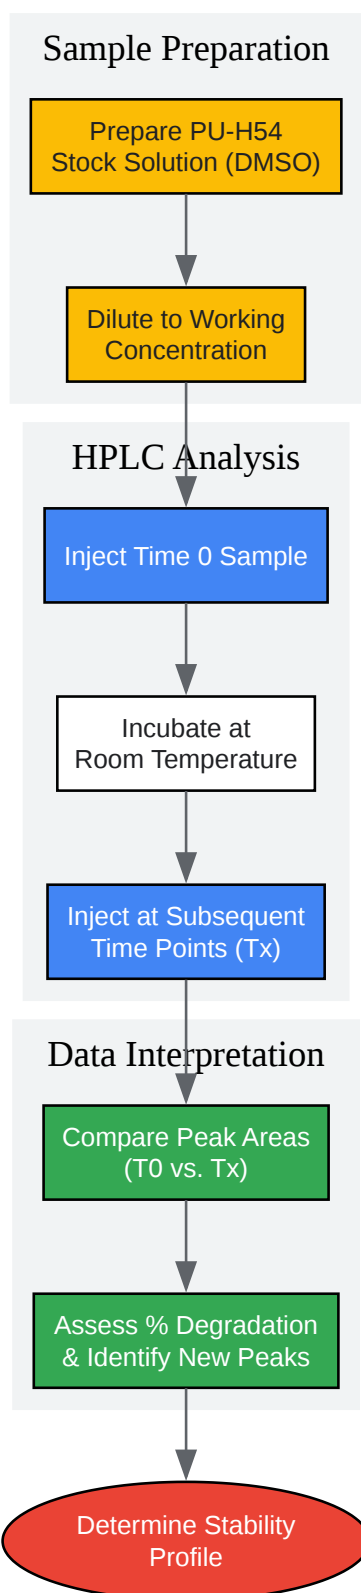 Sample Preparation
Prepare PU-H54
Stock Solution (DMSO)
Dilute to Working
Concentration
HPLC Analysis
Inject Time 0 Sample
Incubate at
Room Temperature
Inject at Subsequent
Time Points (Tx)
Data Interpretation
Compare Peak Areas
(T0 vs. Tx)
Assess % Degradation
& Identify New Peaks
Determine Stability
Profile